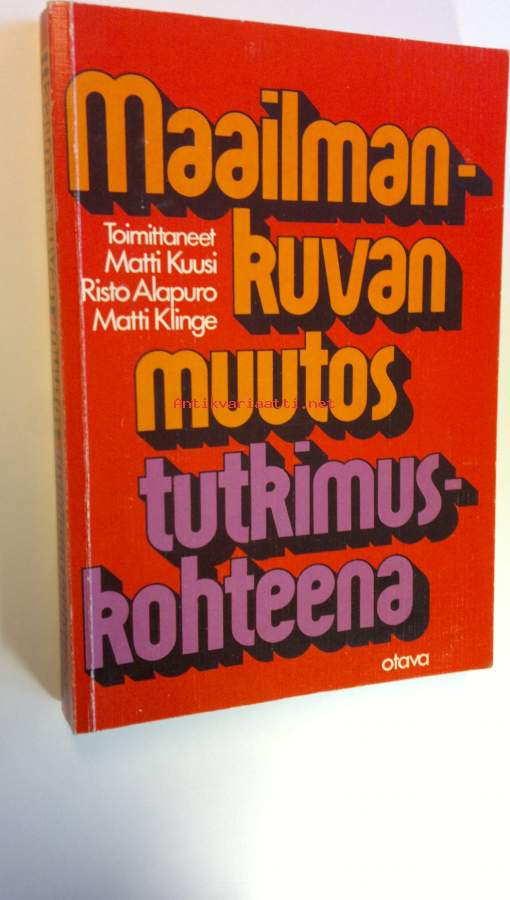 Maailman-
Toimittaneet
Matti Kuusi
Risto Alapuro
Matti Klinge
kuvan
muutos
Antikvariaatti.net
tutkimus-
kohteena
otava